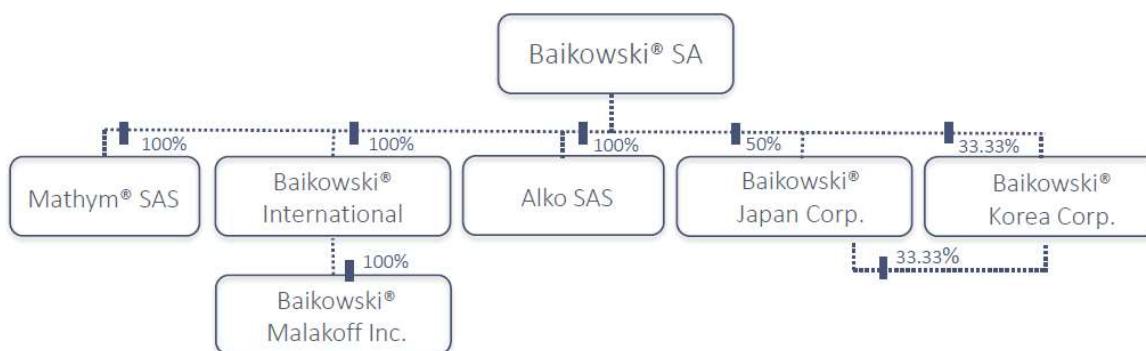 Baikowski® SA
100%
100%
100%
50%
33.33%
Mathym® SAS
Baikowski®
International
Alko SAS
Baikowski®
Japan Corp.
Baikowski®
Korea Corp.
100%
33.33%
Baikowski®
Malakoff Inc.